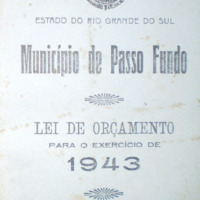 ESTADO DO RIO GRANDE DO SUL
Município de Passo Fundo
LEI DE ORÇAMENTO
PARA O EXERCÍCIO DE
1943